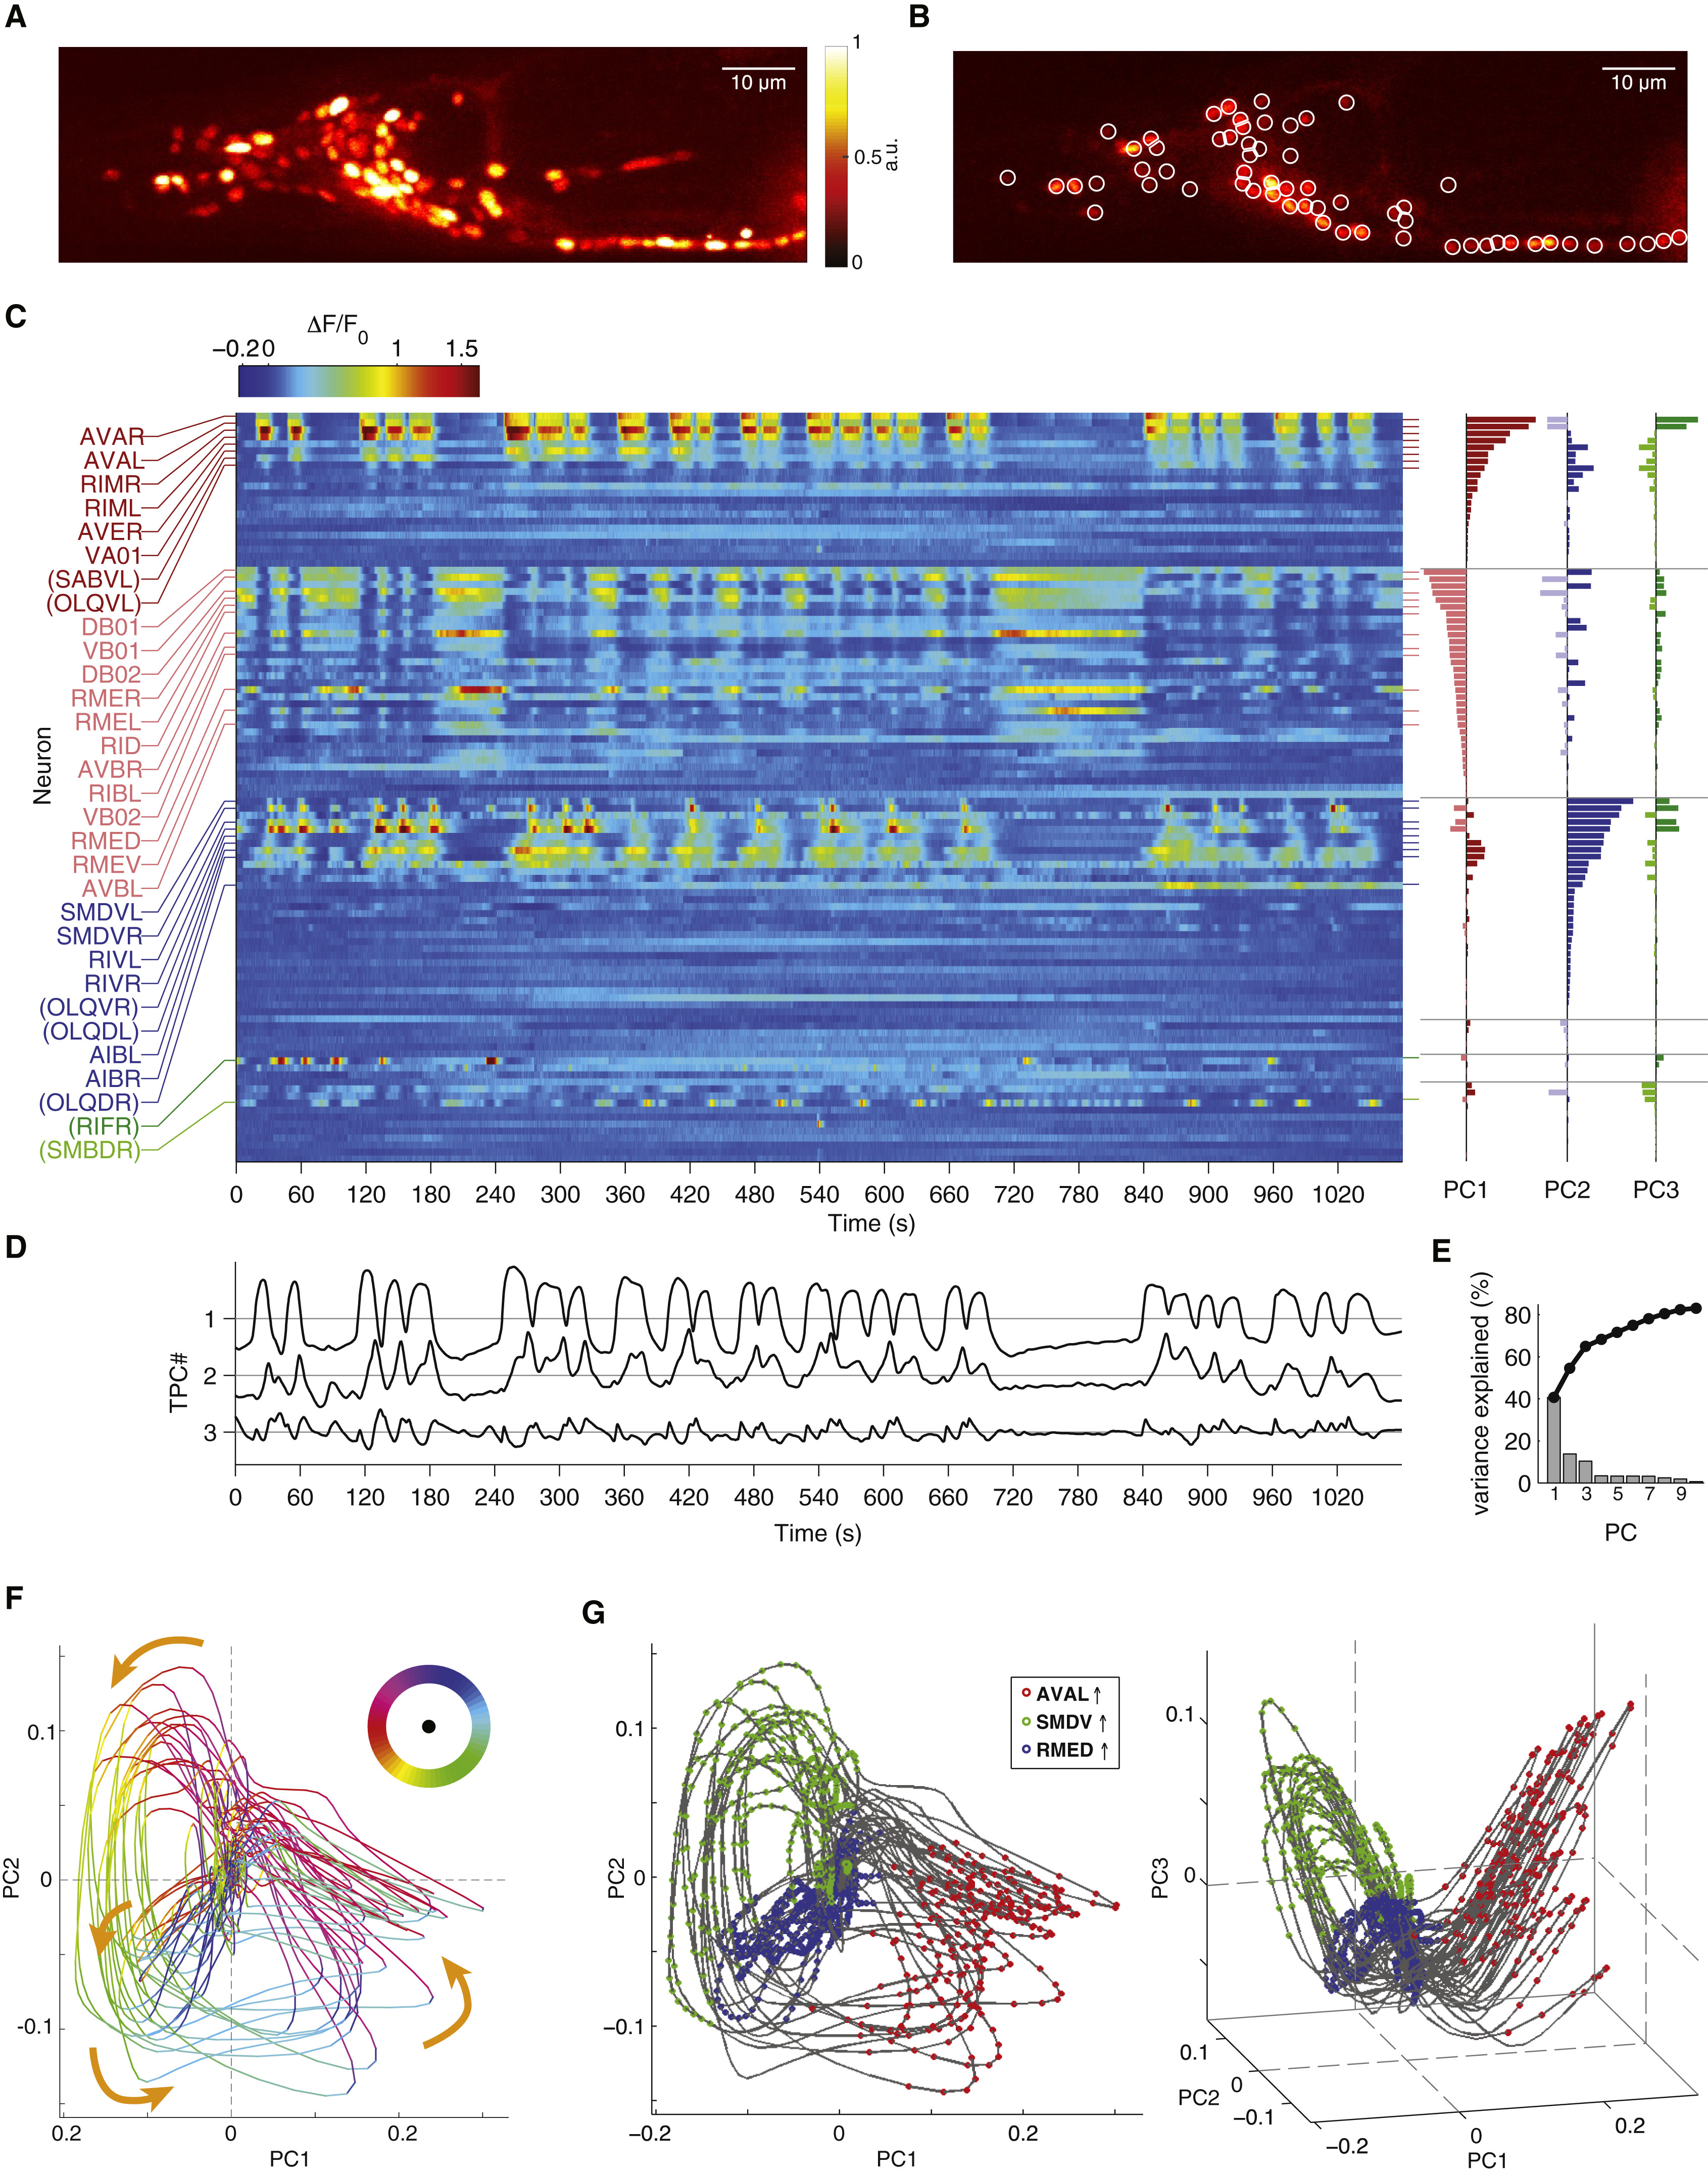 A
B
10 µm
1
0.5
0
a.u.
10 µm
C
ΔF/F0
−0.2 0 1 1.5
Neuron
AVAR
AVAL
RIMR
RIML
AVER
VA01
(SABVL)
(OLQVL)
DB01
VB01
DB02
RMER
RMEL
RID
AVBR
RIBL
VB02
RMED
RMEV
AVBL
SMDVL
SMDVR
RIVL
RIVR
(OLQVR)
(OLQDL)
AIBL
AIBR
(OLQDR)
(RIFR)
(SMBDR)
0 60 120 180 240 300 360 420 480 540 600 660 720 780 840 900 960 1020
Time (s)
PC1 PC2 PC3
D
TPC#
1
2
3
0 60 120 180 240 300 360 420 480 540 600 660 720 780 840 900 960 1020
Time (s)
E
variance explained (%)
80
60
40
20
0
1 3 5 7 9
PC
F
PC2
0.1
0
-0.1
0.2 0 0.2
PC1
G
AVAL ↑
SMDV ↑
RMED ↑
PC2
0.1
0
−0.1
−0.2 0 0.2
PC1
PC3
0.1
0
0.1
0
−0.1
PC2
−0.2
0
0.2
PC1